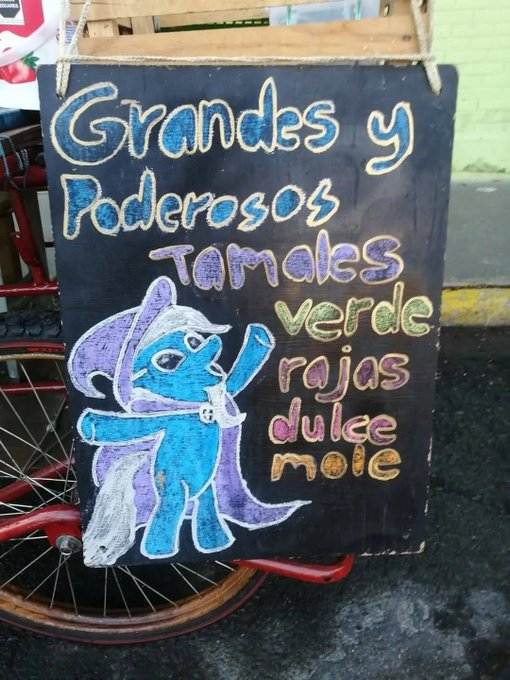 Grandes y
Poderosos
Tamales
verde
rajas
dulce
mole